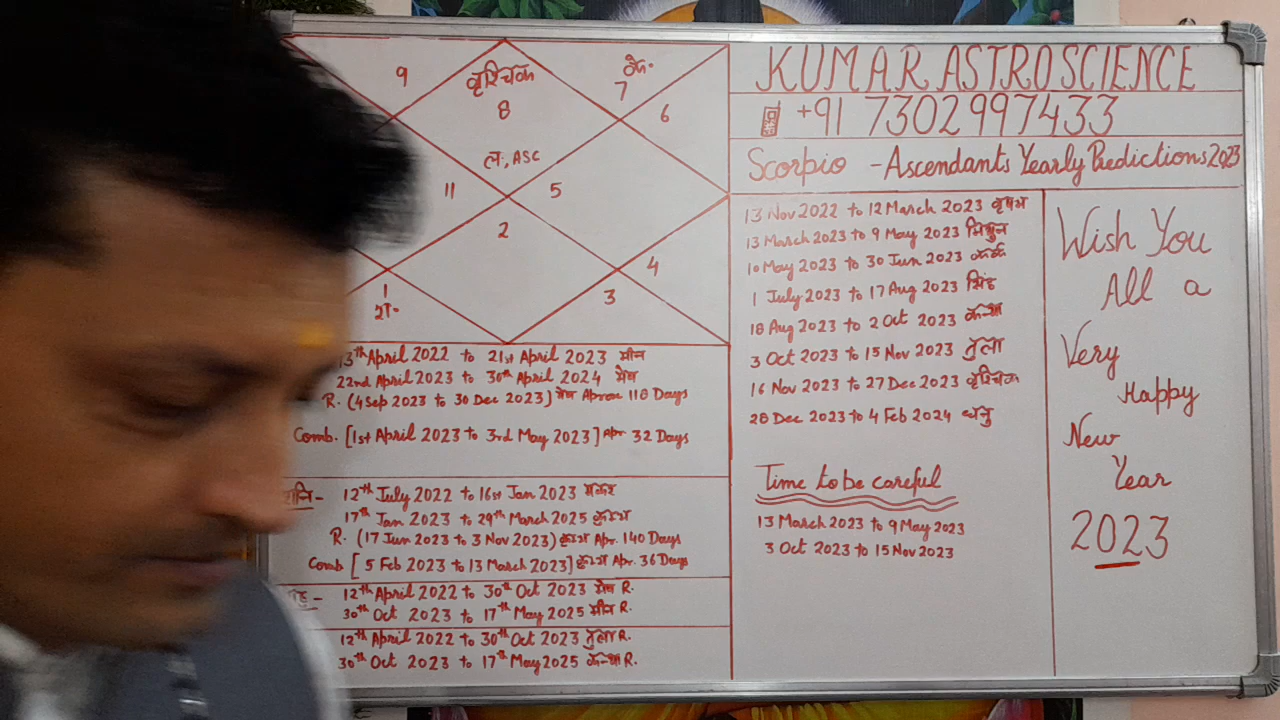 9
वृश्चिक
8
के.
7
6
ल., ASC
11
5
2
1
श.
4
3
13th April 2022 to 21st April 2023 मीन
22nd April 2023 to 30th April 2024 मेष
R. (4 Sep 2023 to 30 Dec 2023) मेष Aprox 118 Days
Comb. [1st April 2023 to 3rd May 2023] Apr. 32 Days
शनि - 12th July 2022 to 16st Jan 2023 मकर
17th Jan 2023 to 29th March 2025 कुंभ
R. (17 Jun 2023 to 3 Nov 2023) कुंभ Apr. 140 Days
Comb [5 Feb 2023 to 13 March 2023] कुंभ Apr. 36 Days
12th April 2022 to 30th Oct 2023 मेष R.
30th Oct 2023 to 17th May 2025 मीन R.
12th April 2022 to 30th Oct 2023 तुला R.
30th Oct 2023 to 17th May 2025 कन्या R.
KUMAR ASTROSCIENCE
+91 7302997433
Scorpio - Ascendants Yearly Predictions 2023
13 Nov 2022 to 12 March 2023 वृषभ
13 March 2023 to 9 May 2023 मिथुन
10 May 2023 to 30 Jun 2023 कर्क
1 July 2023 to 17 Aug 2023 सिंह
18 Aug 2023 to 2 Oct 2023 कन्या
3 Oct 2023 to 15 Nov 2023 तुला
16 Nov 2023 to 27 Dec 2023 वृश्चिक
28 Dec 2023 to 4 Feb 2024 धनु
Time to be careful
13 March 2023 to 9 May 2023
3 Oct 2023 to 15 Nov 2023
Wish You
All a
Very
Happy
New
Year
2023